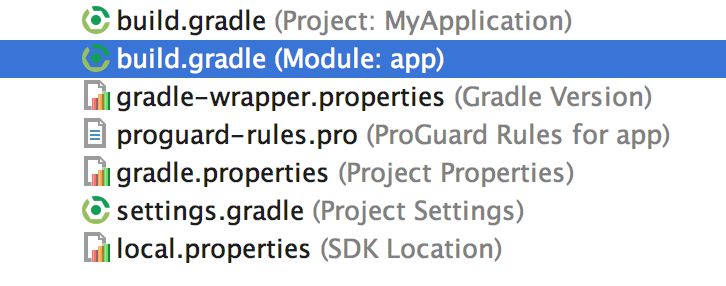 build.gradle (Project: MyApplication)
build.gradle (Module: app)
gradle-wrapper.properties (Gradle Version)
proguard-rules.pro (ProGuard Rules for app)
gradle.properties (Project Properties)
settings.gradle (Project Settings)
local.properties (SDK Location)